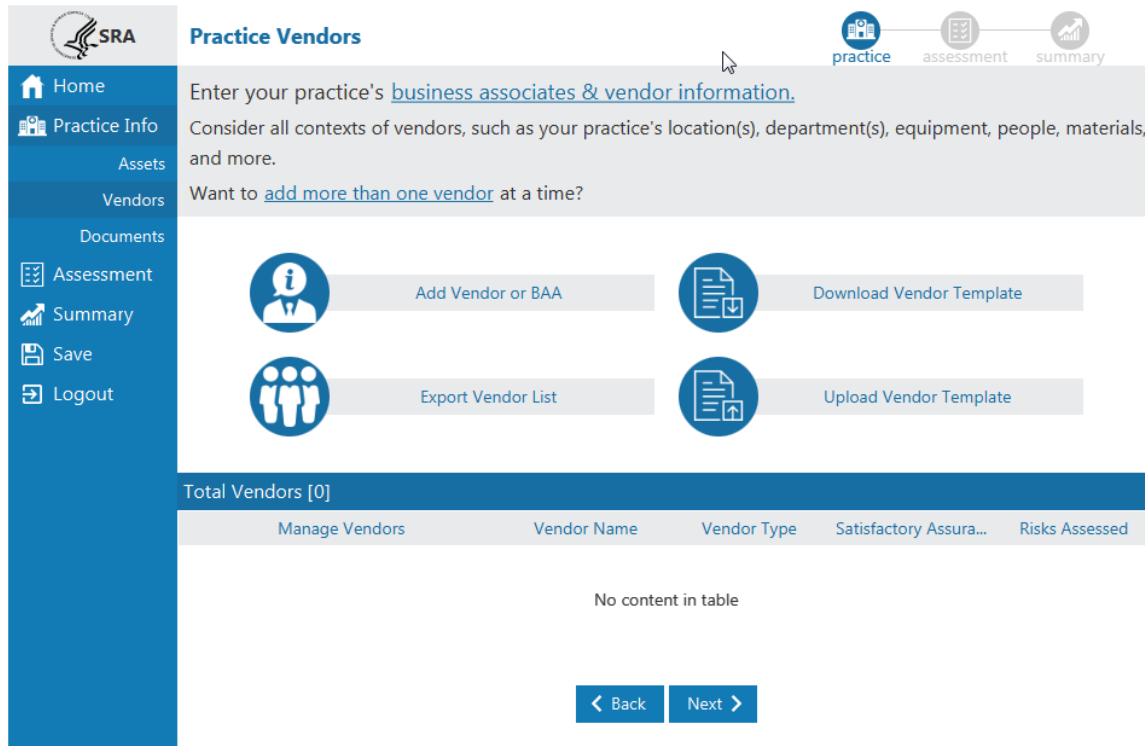 SRA
Practice Vendors
practice
assessment
summary
Home
Practice Info
Assets
Vendors
Documents
Assessment
Summary
Save
Logout
Enter your practice's business associates & vendor information.
Consider all contexts of vendors, such as your practice's location(s), department(s), equipment, people, materials,
and more.
Want to add more than one vendor at a time?
Add Vendor or BAA
Download Vendor Template
Export Vendor List
Upload Vendor Template
Total Vendors [0]
Manage Vendors
Vendor Name
Vendor Type
Satisfactory Assura...
Risks Assessed
No content in table
Back
Next